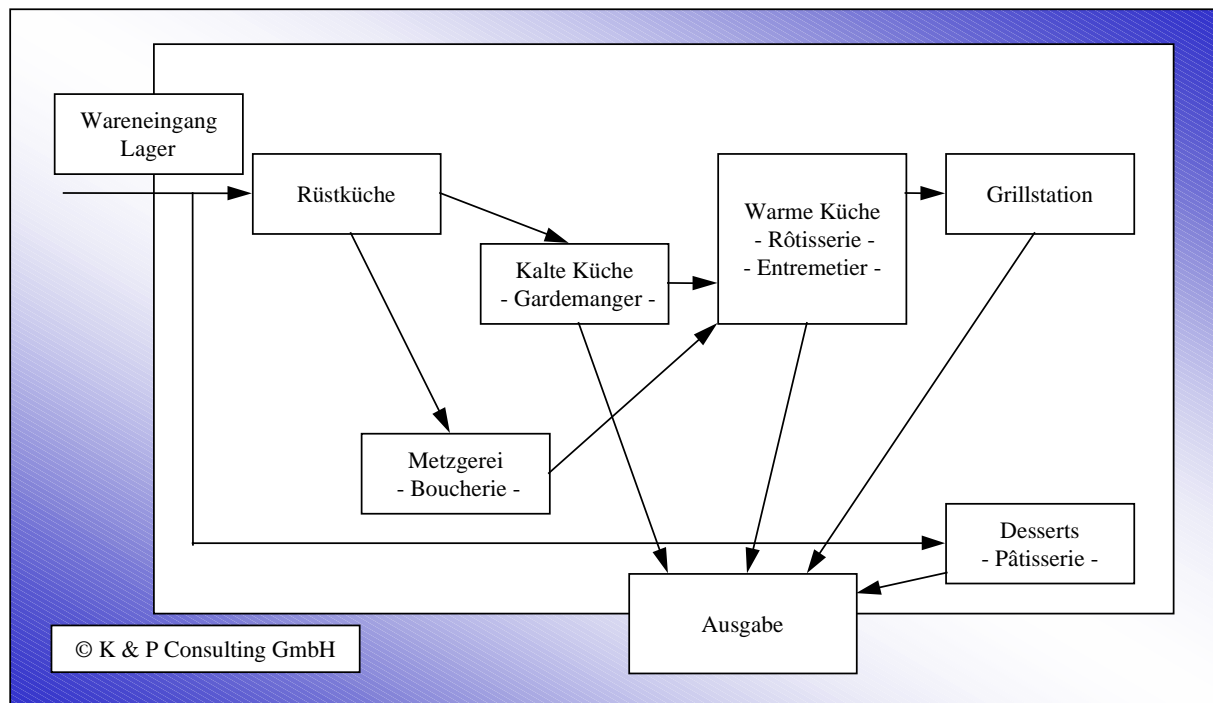 Wareneingang
Lager
Rüstküche
Kalte Küche
- Gardemanger -
Warme Küche
- Rôtisserie -
- Entremetier -
Grillstation
Metzgerei
- Boucherie -
Desserts
- Pâtisserie -
Ausgabe
© K & P Consulting GmbH